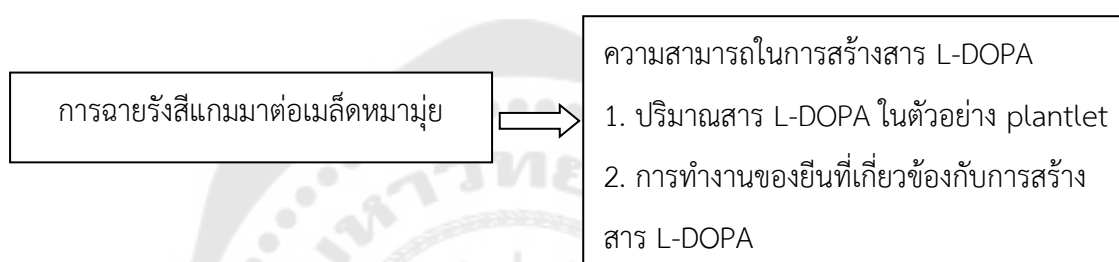 การฉายรังสีแกมมาต่อเมล็ดหมามุ่ย
ความสามารถในการสร้างสาร L-DOPA
1. ปริมาณสาร L-DOPA ในตัวอย่าง plantlet
2. การทำงานของยีนที่เกี่ยวข้องกับการสร้าง
สาร L-DOPA